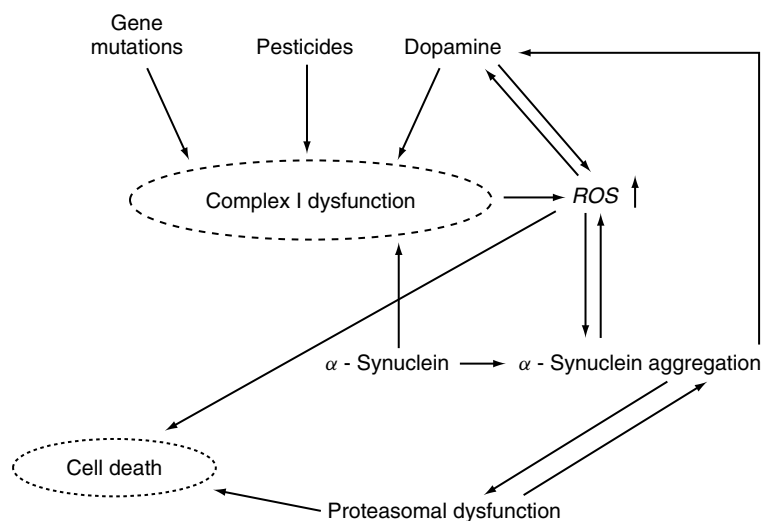 Gene
mutations
Pesticides
Dopamine
Complex I dysfunction
ROS
α - Synuclein
α - Synuclein aggregation
Cell death
Proteasomal dysfunction